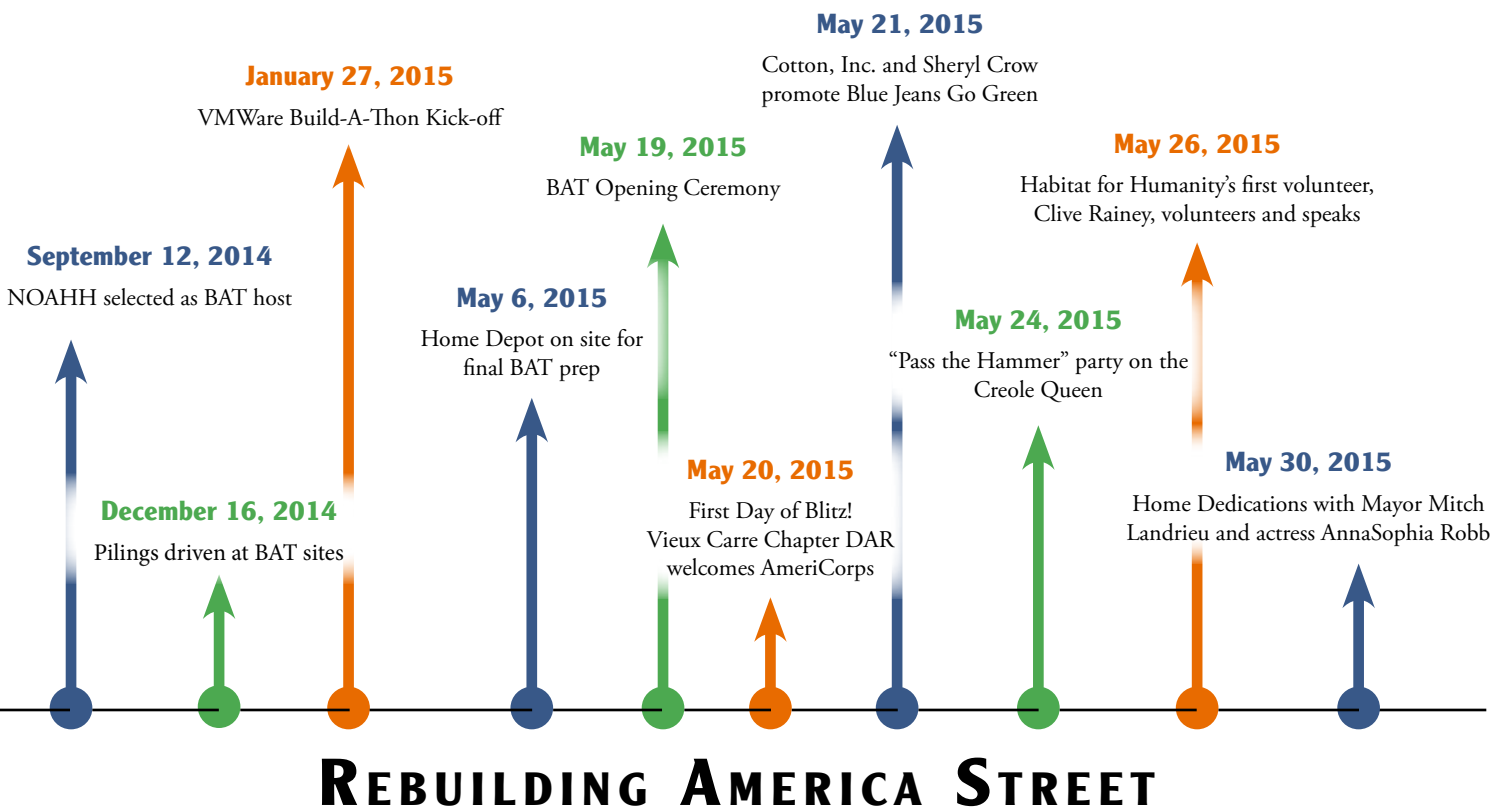 September 12, 2014
NOAHH selected as BAT host
December 16, 2014
Pilings driven at BAT sites
January 27, 2015
VMWare Build-A-Thon Kick-off
May 6, 2015
Home Depot on site for
final BAT prep
May 19, 2015
BAT Opening Ceremony
May 20, 2015
First Day of Blitz!
Vieux Carre Chapter DAR
welcomes AmeriCorps
May 21, 2015
Cotton, Inc. and Sheryl Crow
promote Blue Jeans Go Green
May 24, 2015
“Pass the Hammer” party on the
Creole Queen
May 26, 2015
Habitat for Humanity’s first volunteer,
Clive Rainey, volunteers and speaks
May 30, 2015
Home Dedications with Mayor Mitch
Landrieu and actress AnnaSophia Robb
REBUILDING AMERICA STREET